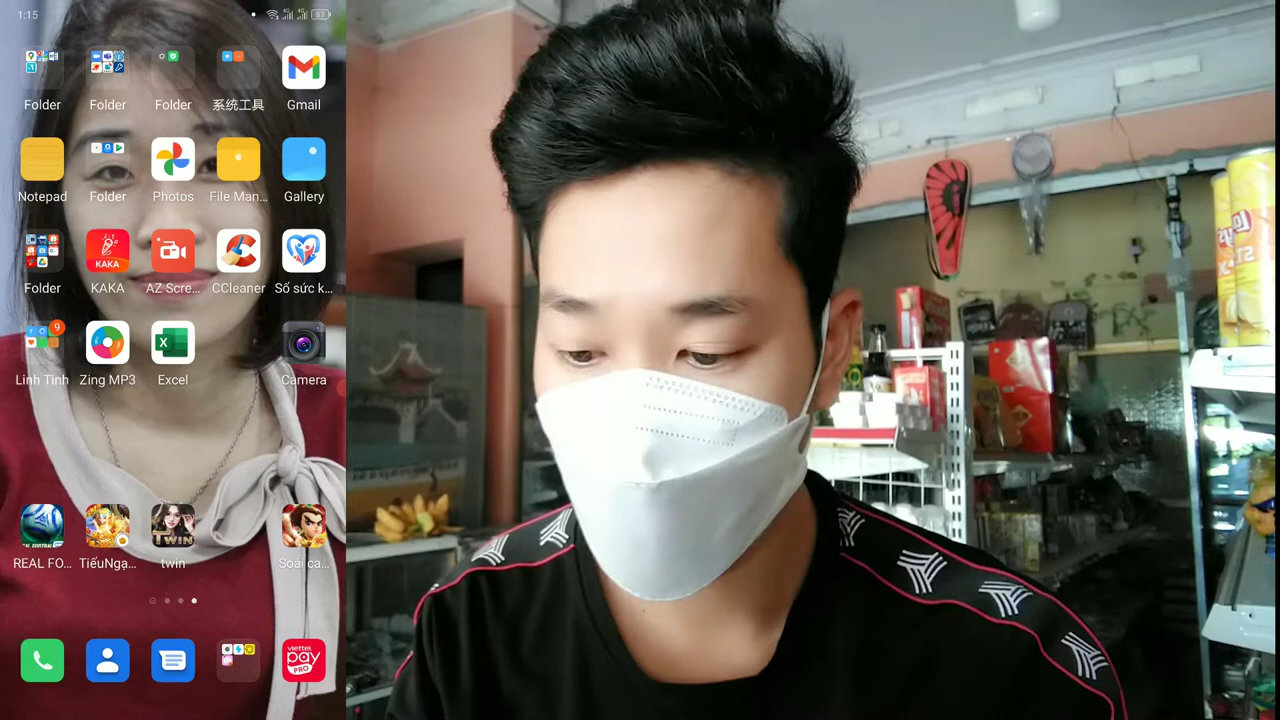 1:15
87
Folder
Folder
Folder
系统工具
Gmail
Notepad
Folder
Photos
File Man...
Gallery
Folder
KAKA
KAKA
AZ Scre...
CCleaner
Sổ sức k...
9
Linh Tinh
Zing MP3
Excel
Camera
REAL FO...
TiếuNgạ...
TWIN
twin
Soái ca...
viettel
pay
PRO